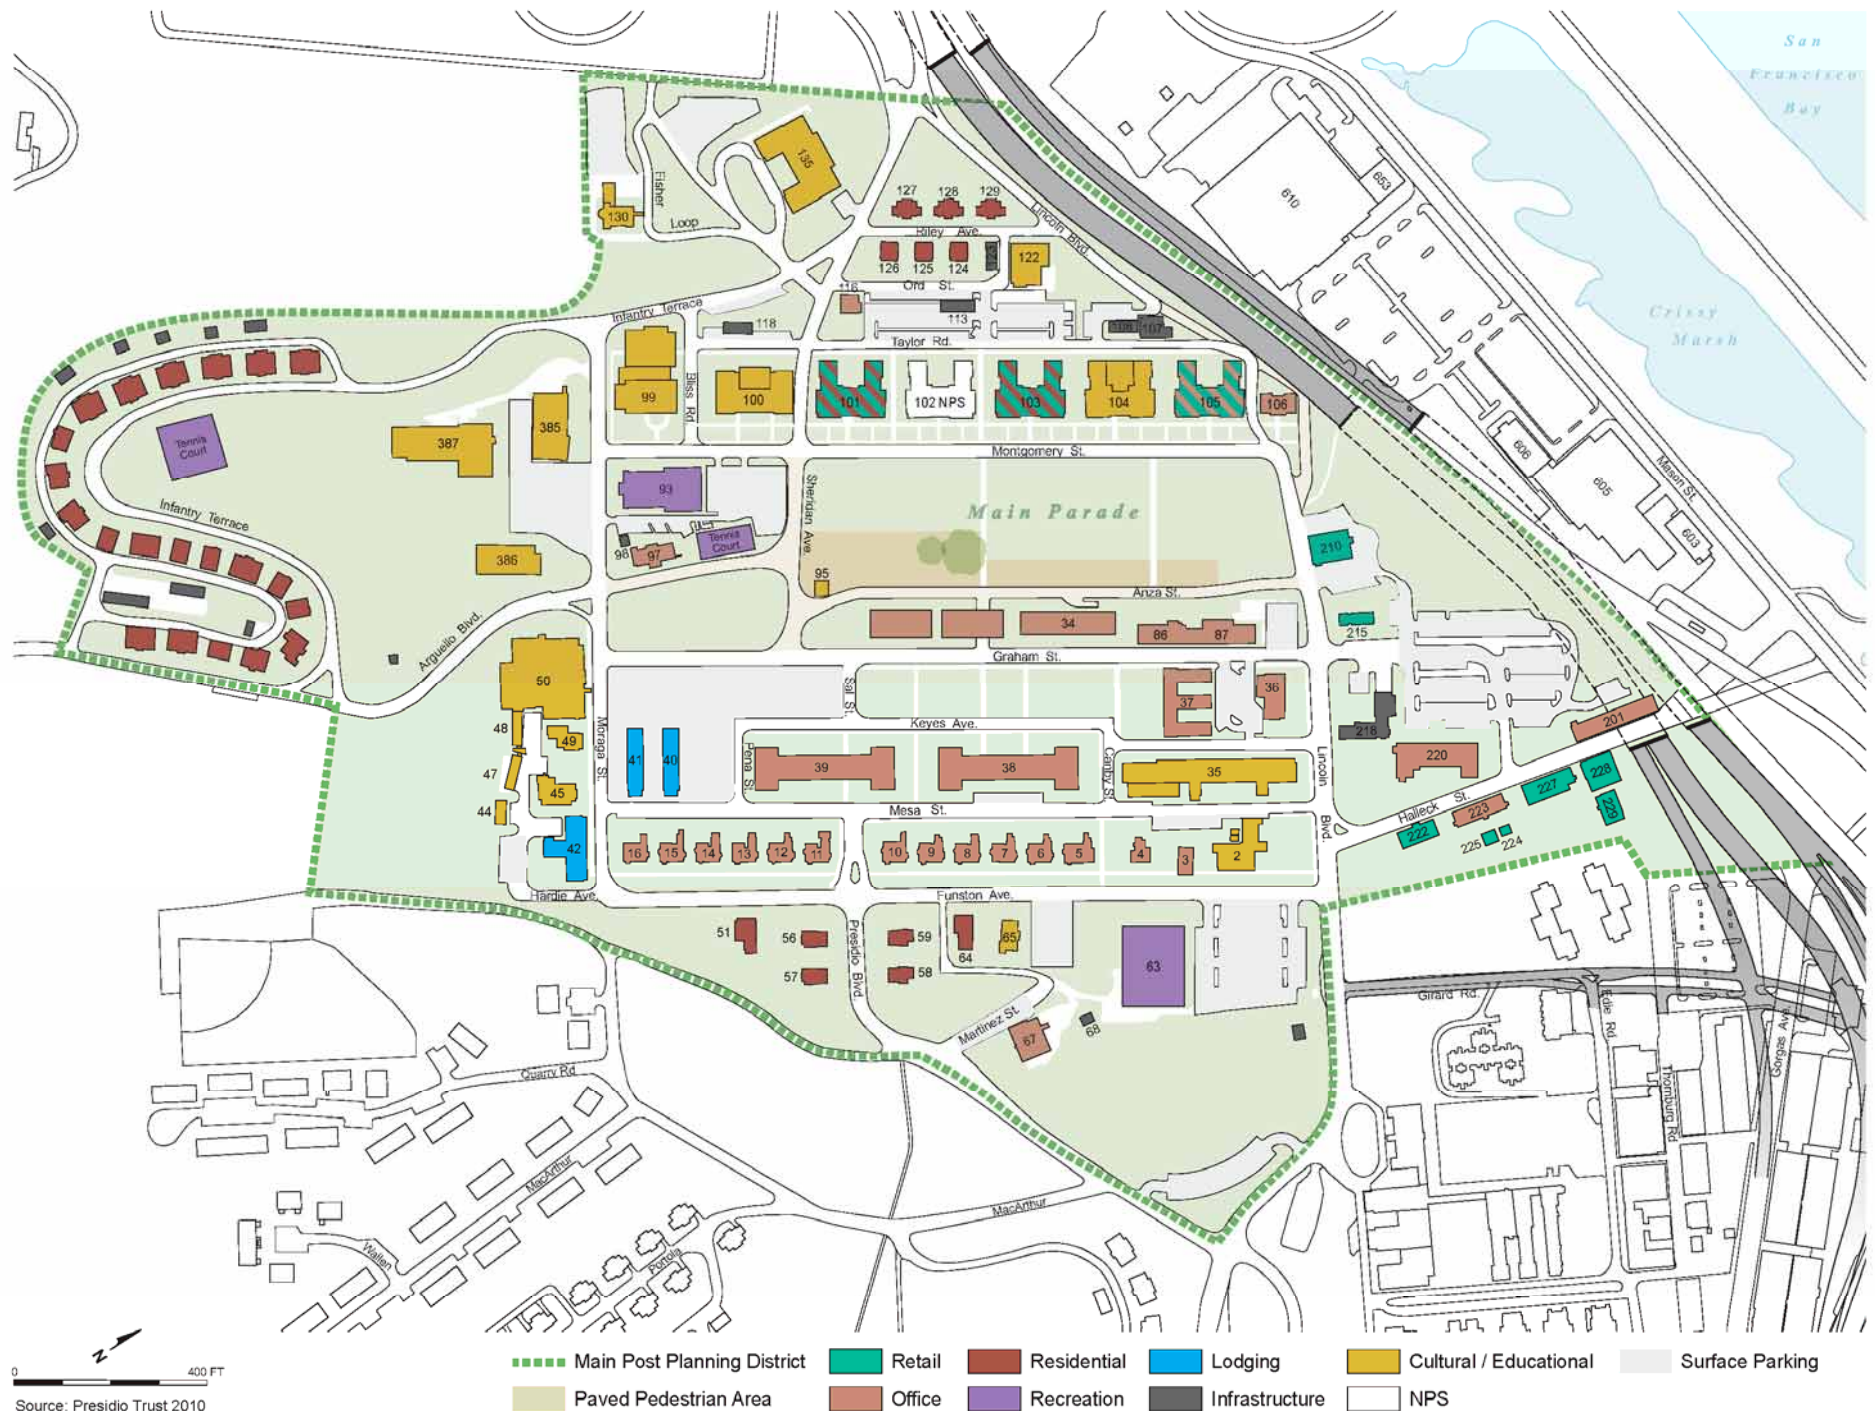 San
Francisco
Bay
653
610
135
Fisher
130
Loop
127
128
129
Lincoln Blvd.
Riley Ave.
126
125
124
122
Ord St.
116
113
107
118
Infantry Terrace
Taylor Rd.
Crissy
Marsh
Bliss Rd.
99
100
101
102 NPS
103
104
105
106
385
387
Tennis
Court
Montgomery St.
606
605
Mason St.
603
93
Sheridan Ave.
Main Parade
Infantry Terrace
98
97
Tennis
Court
210
386
95
Anza St.
34
86
87
215
Arguello Blvd.
Graham St.
50
Sal St.
37
36
48
49
Moraga St.
Keyes Ave.
218
201
41
40
Pena St.
39
38
Canby St.
35
Lincoln
Blvd.
220
47
45
44
227
228
229
Halleck St.
Mesa St.
223
222
225
224
42
16
15
14
13
12
11
10
9
8
7
6
5
4
3
2
Hardie Ave.
Funston Ave.
51
56
57
Presidio Blvd.
59
58
64
65
63
Martinez St.
67
68
Girard Rd.
Edie Rd
Gorgas Ave.
Thornburg Rd
Quarry Rd
MacArthur
MacArthur
Wallen
Portola
N
0 400 FT
Source: Presidio Trust 2010
Main Post Planning District
Retail
Residential
Lodging
Cultural / Educational
Surface Parking
Paved Pedestrian Area
Office
Recreation
Infrastructure
NPS